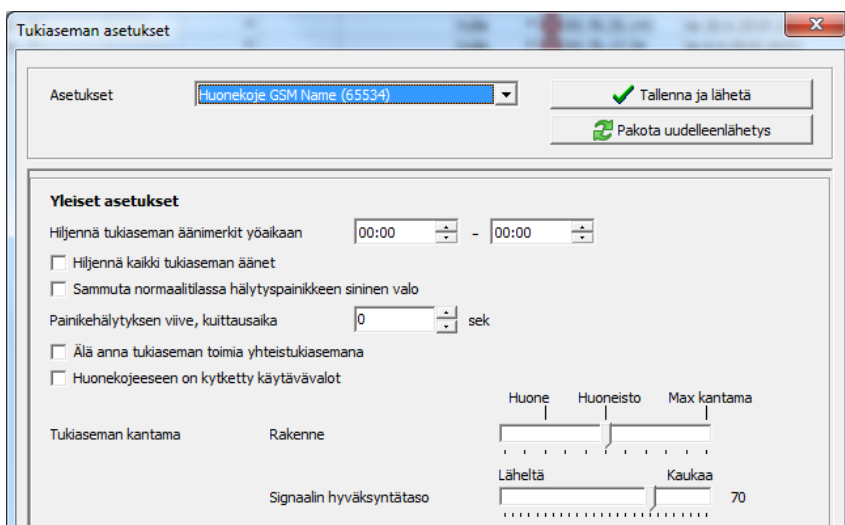 Tukiaseman asetukset
Asetukset
Huonekoje GSM Name (65534)
Tallenna ja lähetä
Pakota uudelleenlähetys
Yleiset asetukset
Hiljennä tukiaseman äänimerkit yöaikaan 00:00 - 00:00
Hiljennä kaikki tukiaseman äänet
Sammuta normaalitilassa hälytyspainikkeen sininen valo
Painikehälytyksen viive, kuittausaika 0 sek
Älä anna tukiaseman toimia yhteistukiasemana
Huonekojeeseen on kytketty käytävävalot
Huone Huoneisto Max kantama
Tukiaseman kantama Rakenne
Läheltä Kaukaa
Signaalin hyväksyntätaso 70